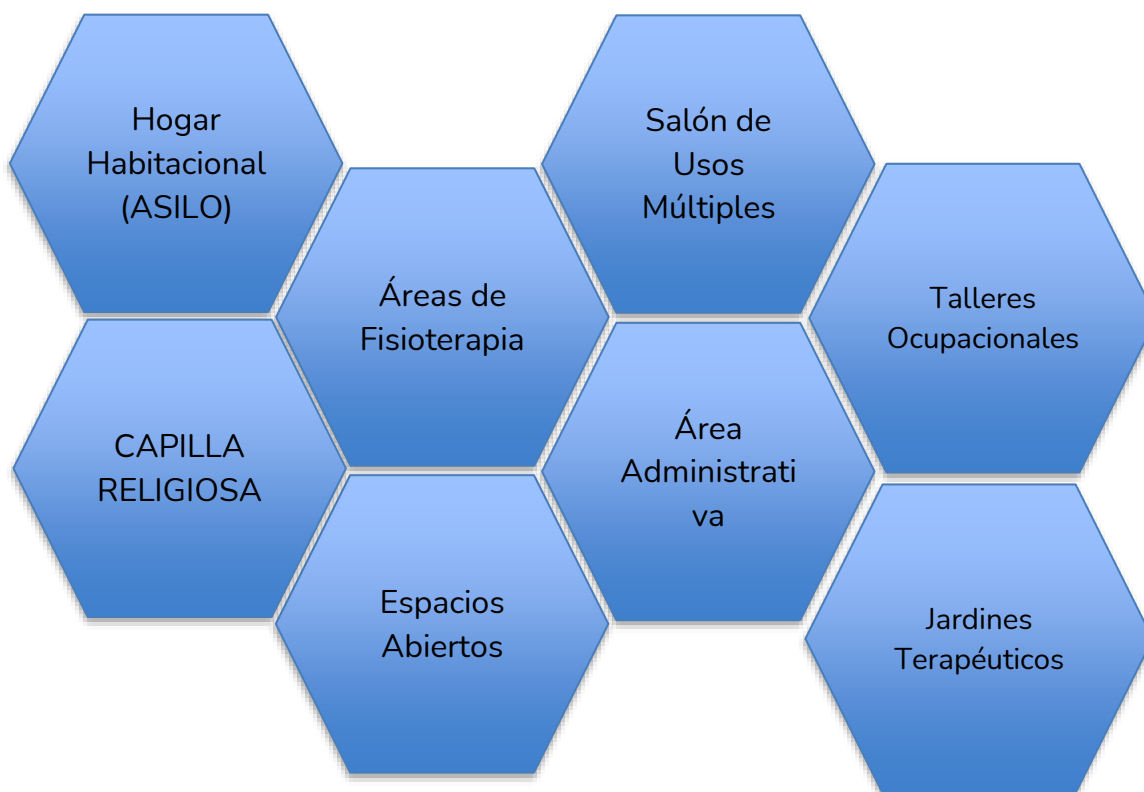 Hogar
Habitacional
(ASILO)
Salón de
Usos
Múltiples
Áreas de
Fisioterapia
Talleres
Ocupacionales
CAPILLA
RELIGIOSA
Área
Administrati
va
Espacios
Abiertos
Jardines
Terapéuticos